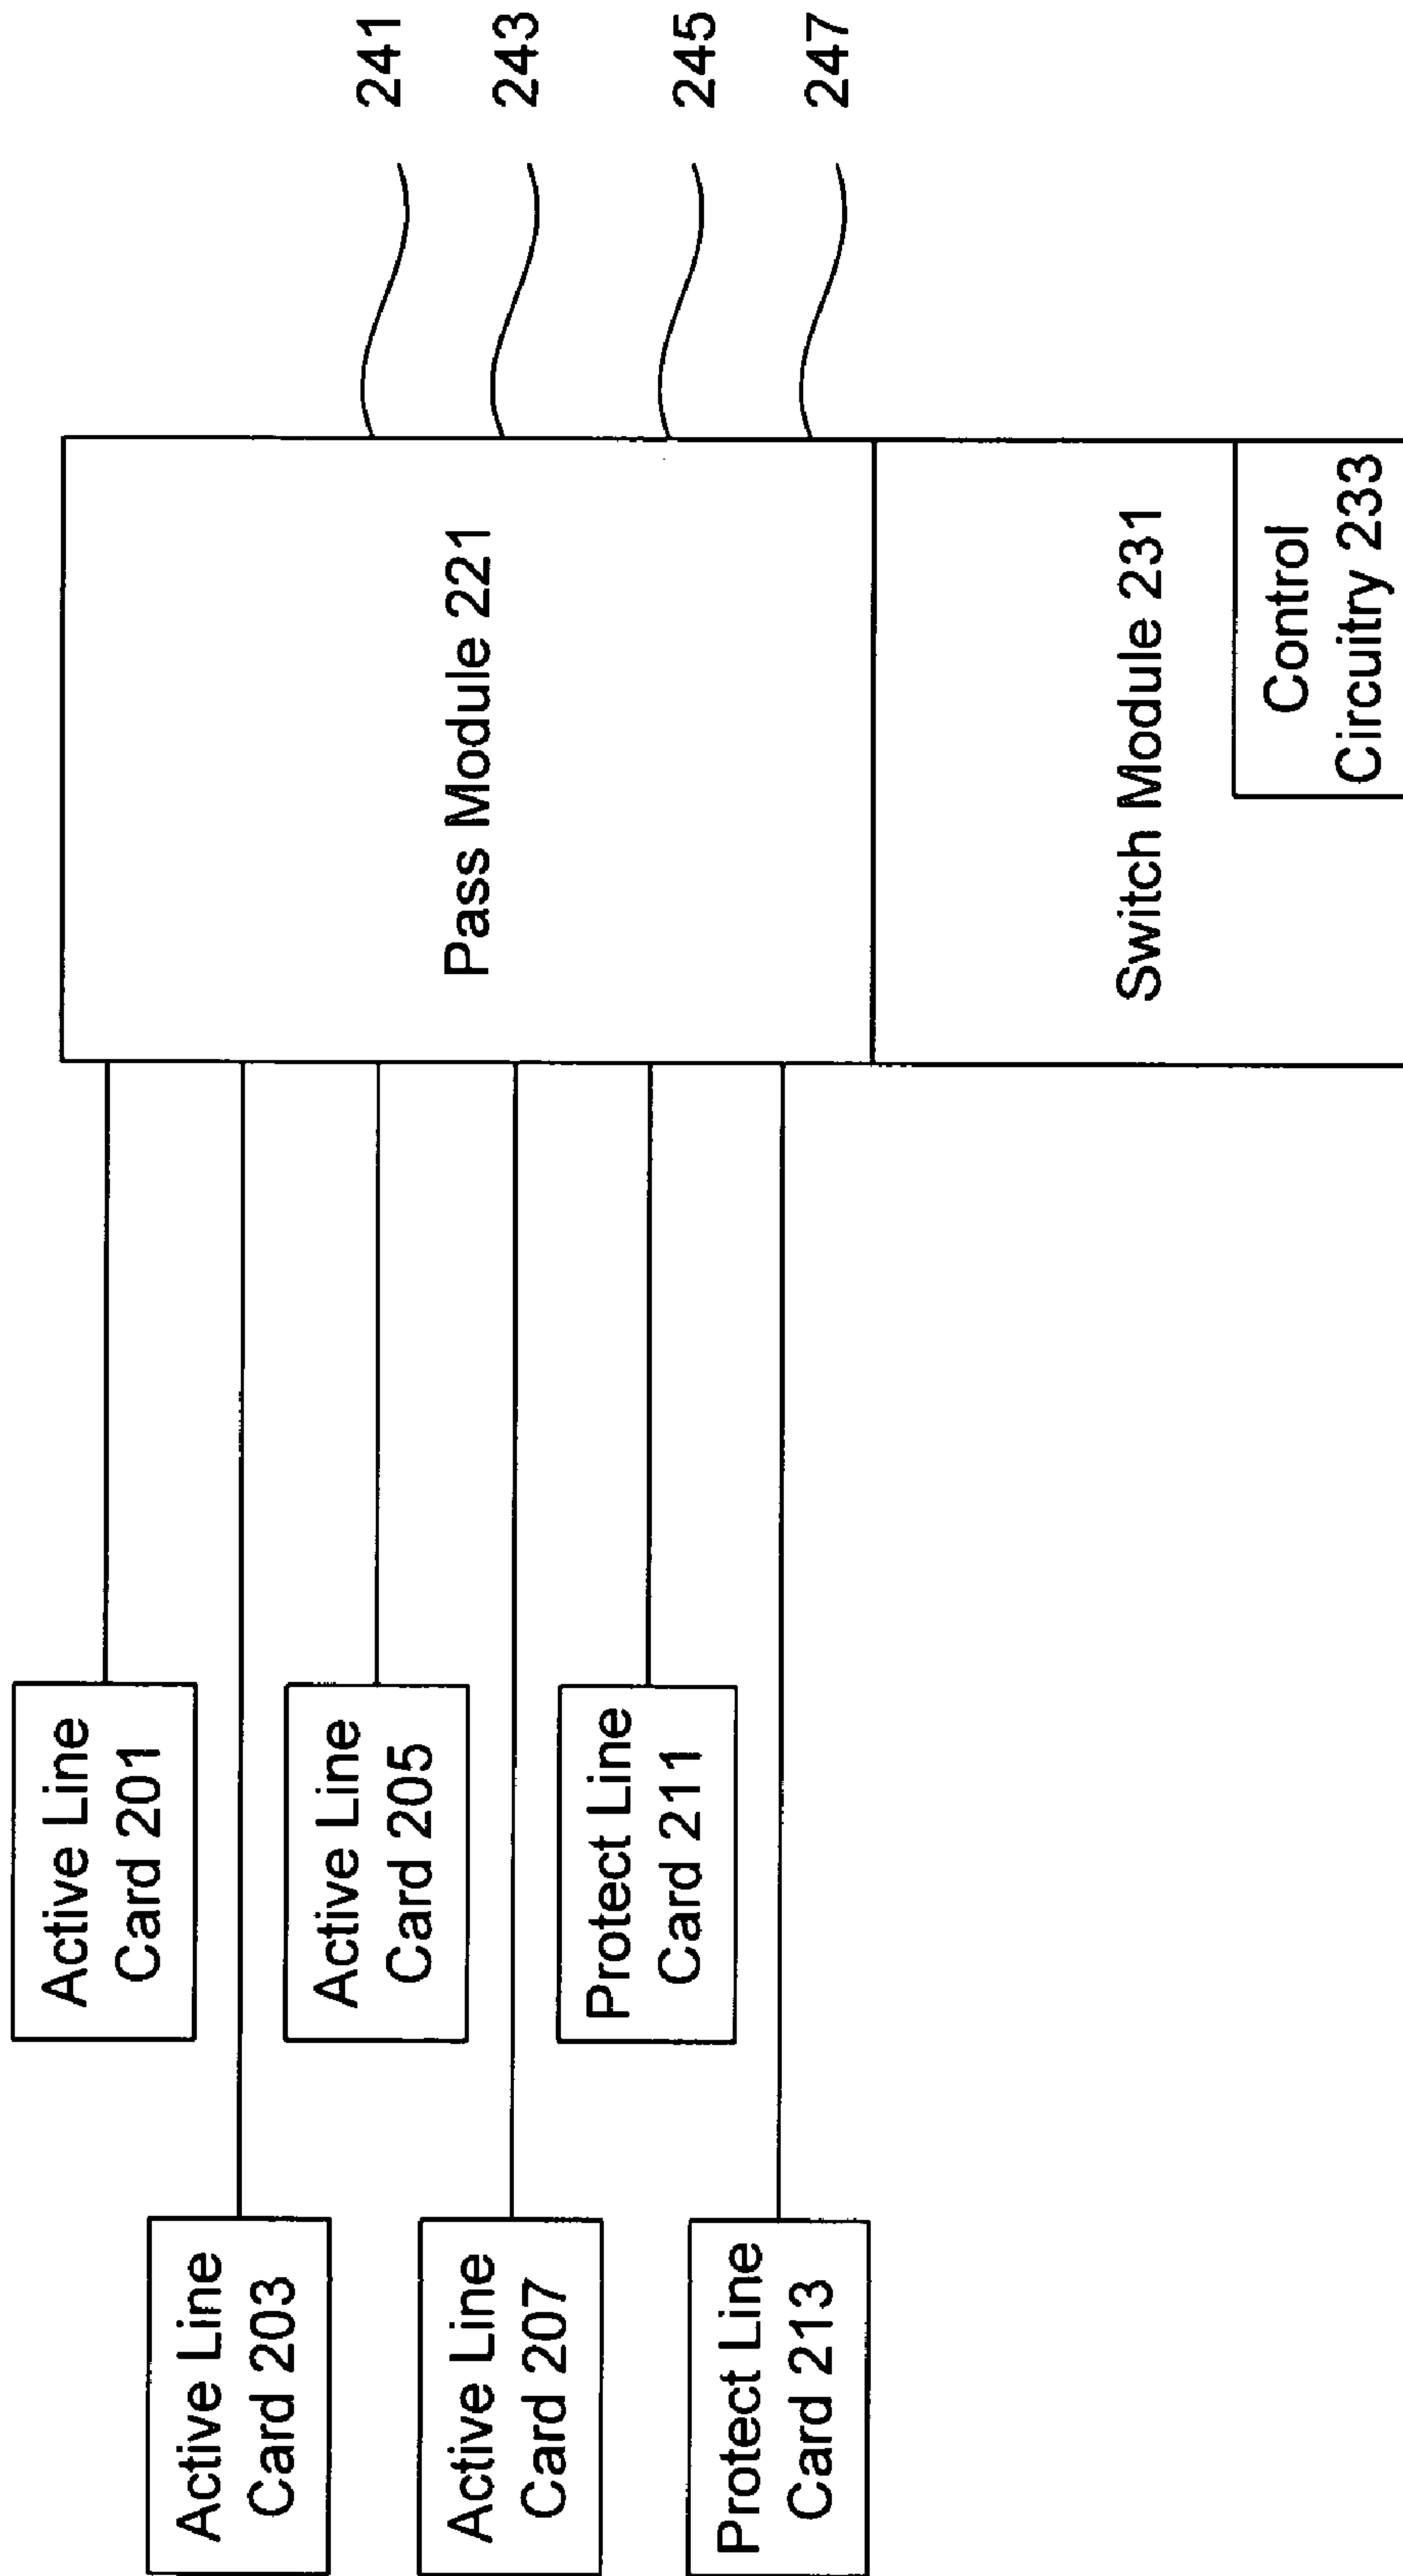 Active Line
Card 201
Active Line
Card 203
Active Line
Card 205
Active Line
Card 207
Protect Line
Card 211
Protect Line
Card 213
Pass Module 221
Switch Module 231
Control
Circuitry 233
241
243
245
247